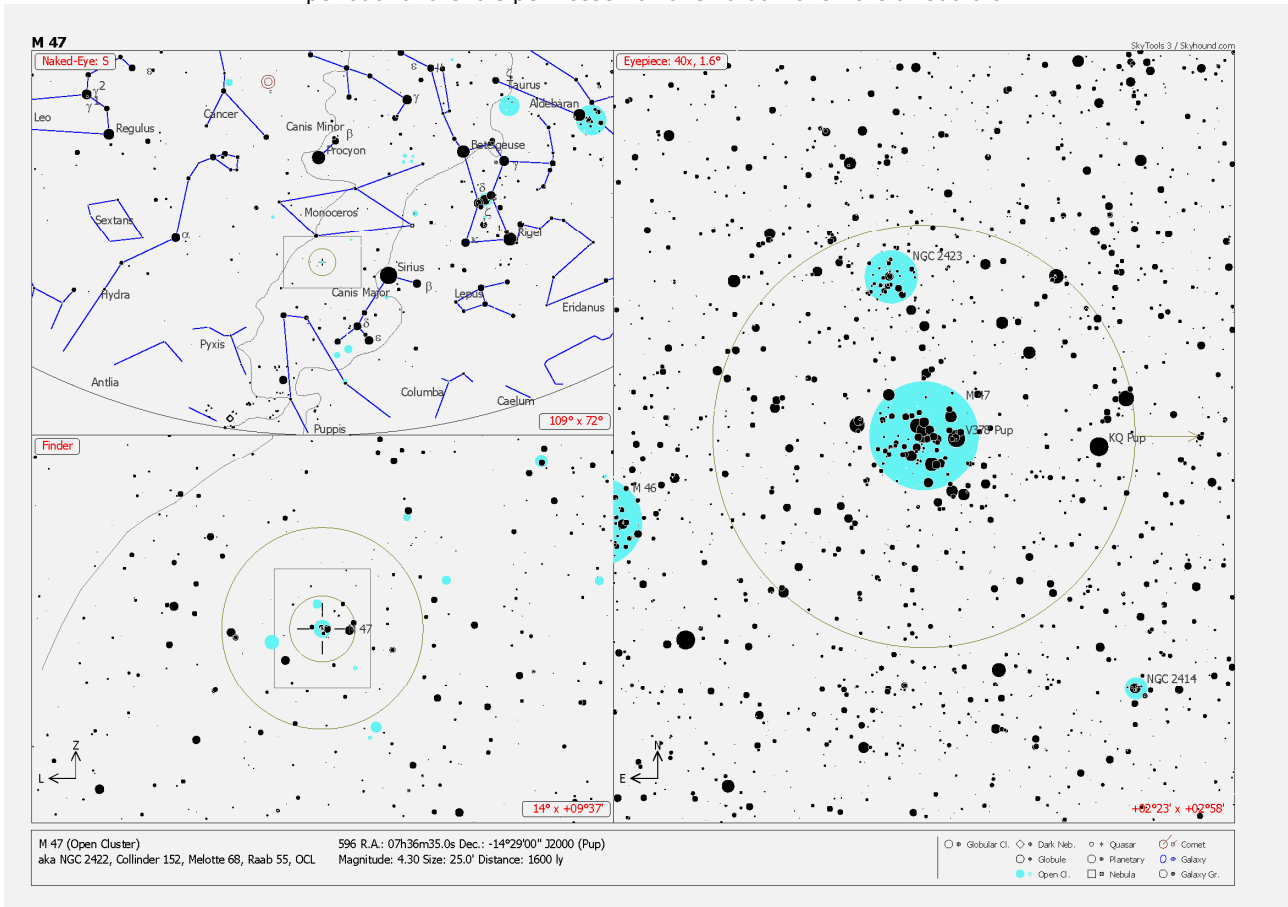 M 47
SkyTools 3 / Skyhound.com
Naked-Eye: S
ε
γ2
γ
Leo
Regulus
Cancer
Canis Minor
β
Procyon
ε
μ
γ
ξ
Taurus
Aldebaran
Betelgeuse
γ
δ
ζ
ι
κ
Rigel
Monoceros
Sextans
α
Hydra
Sirius
β
Canis Major
Lepus
Eridanus
δ
ε
Pyxis
Antlia
Columba
Caelum
Puppis
109° x 72°
Finder
M 47
Z
L
14° x +09°37'
Eyepiece: 40x, 1.6°
NGC 2423
M 47
V378 Pup
KQ Pup
M 46
NGC 2414
N
E
+02°23' x +02°58'
M 47 (Open Cluster)
aka NGC 2422, Collinder 152, Melotte 68, Raab 55, OCL
596 R.A.: 07h36m35.0s Dec.: -14°29'00" J2000 (Pup)
Magnitude: 4.30 Size: 25.0' Distance: 1600 ly
Globular Cl.
Dark Neb.
Quasar
Comet
Globule
Planetary
Galaxy
Open Cl.
Nebula
Galaxy Gr.